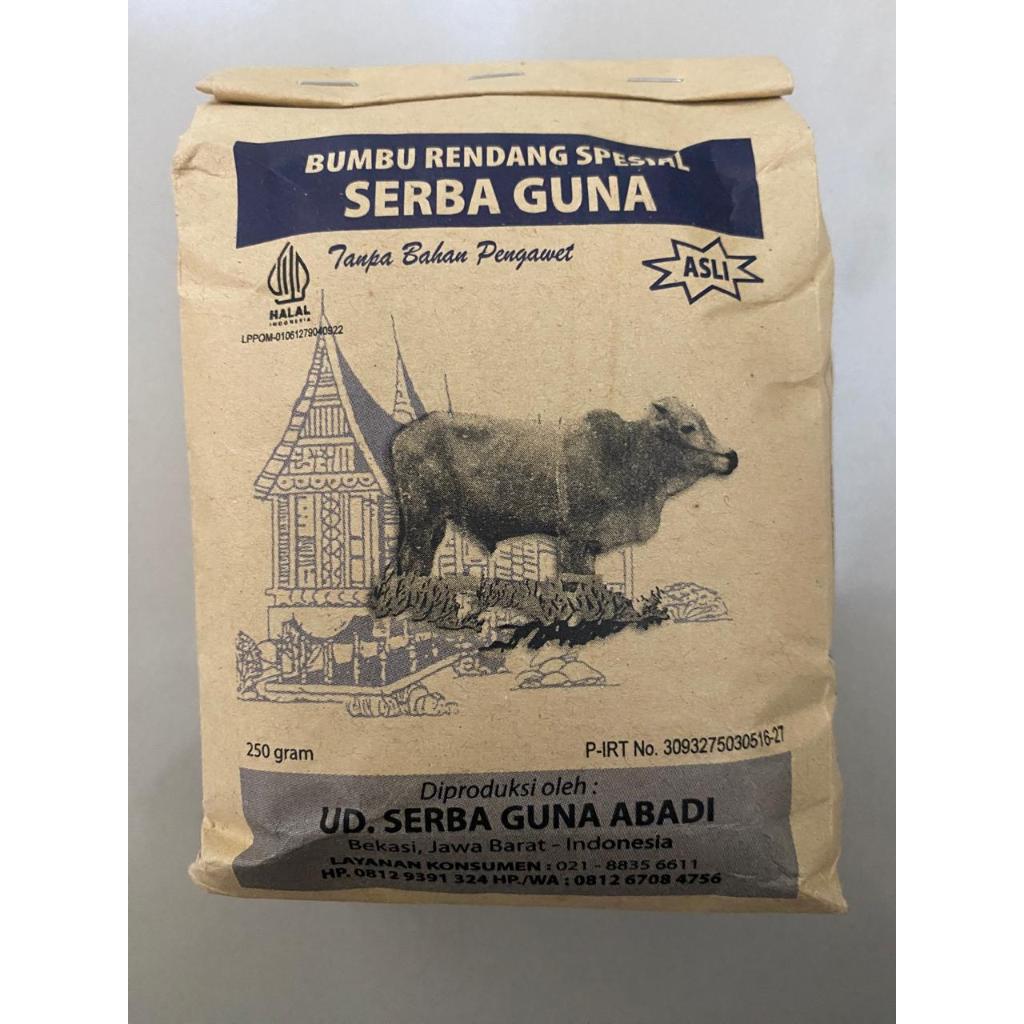 BUMBU RENDANG SPESIAL
SERBA GUNA
Tanpa Bahan Pengawet
ASLI
HALAL
INDONESIA
LPPOM-01061279040922
250 gram
P-IRT No. 3093275030516-27
Diproduksi oleh :
UD. SERBA GUNA ABADI
Bekasi, Jawa Barat - Indonesia
LAYANAN KONSUMEN : 021 - 8835 6611
HP. 0812 9391 324 HP./WA : 0812 6708 4756